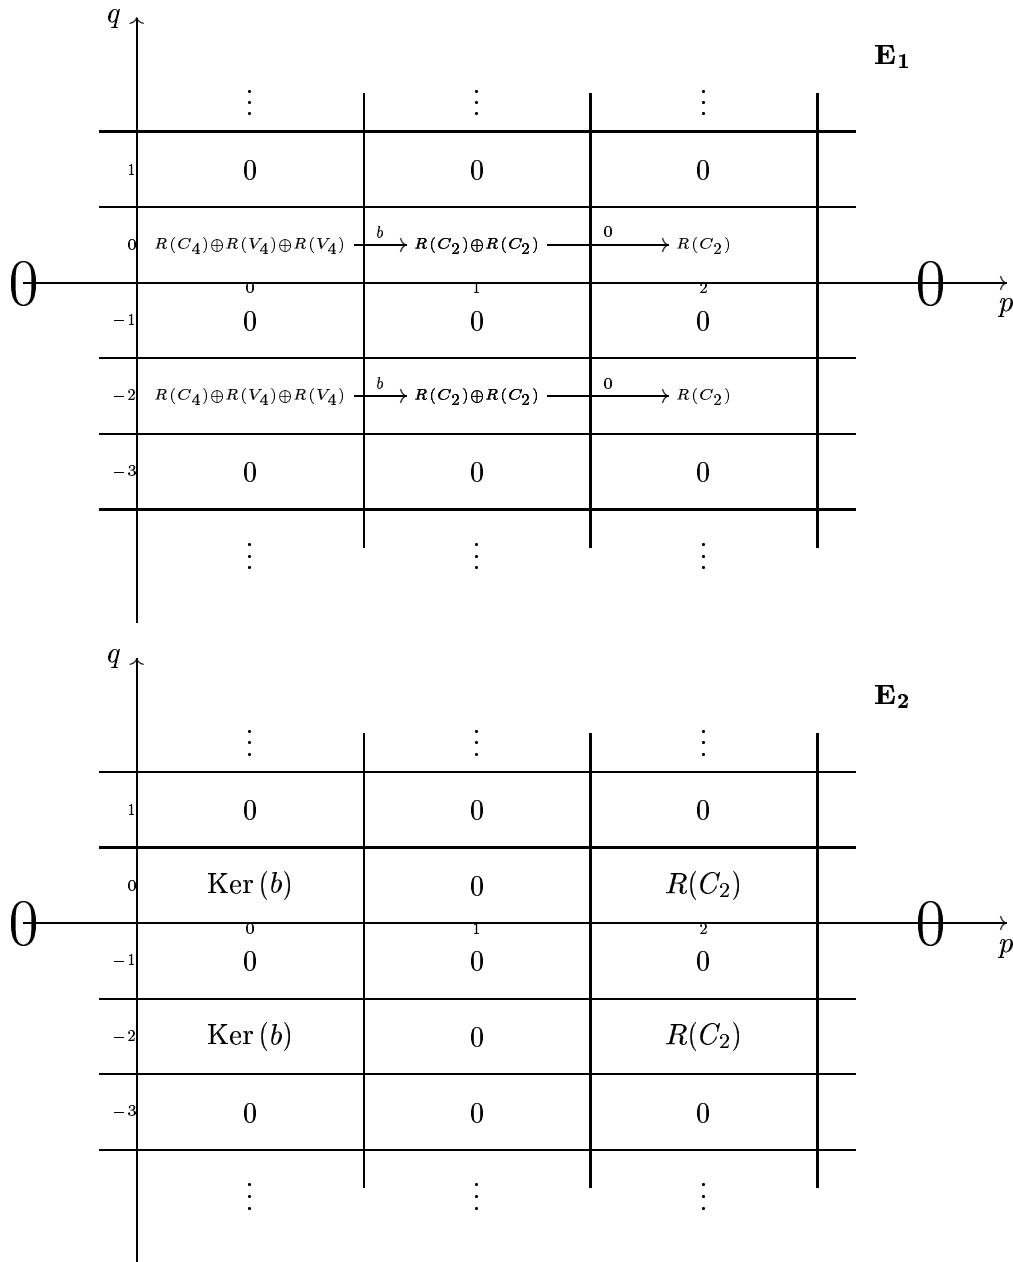 q
E₁
⋮ ⋮ ⋮
1 0 0 0
0 R(C₄)⊕R(V₄)⊕R(V₄) b R(C₂)⊕R(C₂) 0 R(C₂)
0 0 1 2 0 p
−1 0 0 0
−2 R(C₄)⊕R(V₄)⊕R(V₄) b R(C₂)⊕R(C₂) 0 R(C₂)
−3 0 0 0
⋮ ⋮ ⋮
q
E₂
⋮ ⋮ ⋮
1 0 0 0
0 Ker (b) 0 R(C₂)
0 0 1 2 0 p
−1 0 0 0
−2 Ker (b) 0 R(C₂)
−3 0 0 0
⋮ ⋮ ⋮